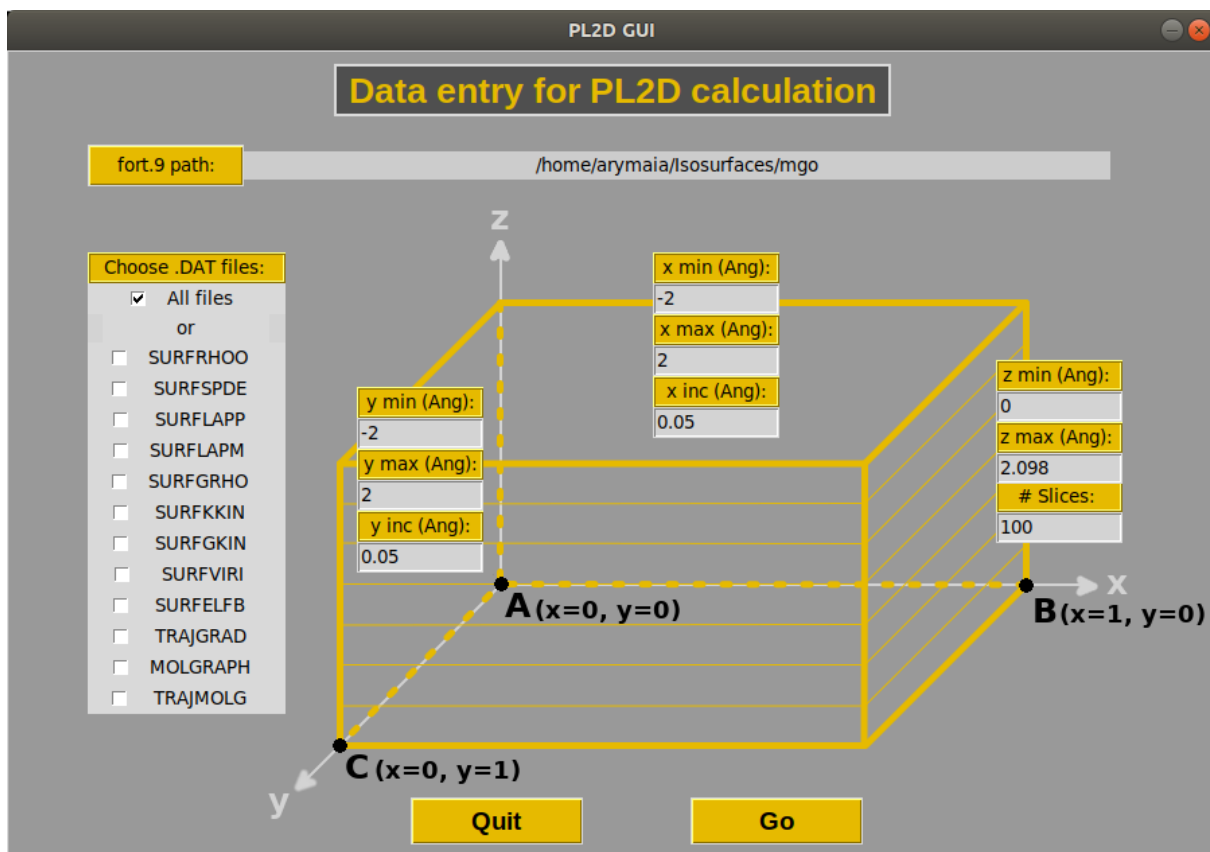 PL2D GUI
Data entry for PL2D calculation
fort.9 path:
/home/arymaia/Isosurfaces/mgo
Choose .DAT files:
All files
or
SURFRHOO
SURFSPDE
SURFLAPP
SURFLAPM
SURFGRHO
SURFKKIN
SURFGKIN
SURFVIRI
SURFELFB
TRAJGRAD
MOLGRAPH
TRAJMOLG
z
x min (Ang):
-2
x max (Ang):
2
x inc (Ang):
0.05
y min (Ang):
-2
y max (Ang):
2
y inc (Ang):
0.05
z min (Ang):
0
z max (Ang):
2.098
# Slices:
100
x
A (x=0, y=0)
B (x=1, y=0)
C (x=0, y=1)
y
Quit
Go